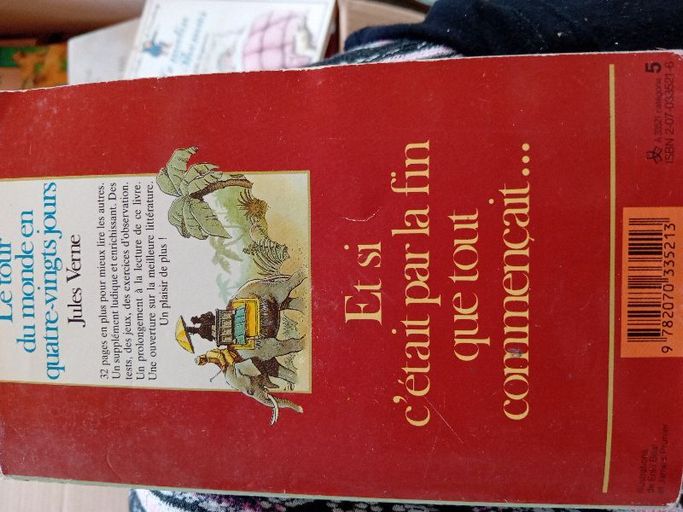 Le tour
du monde en
quatre-vingts jours
Jules Verne
32 pages en plus pour mieux lire les autres.
Un supplément ludique et enrichissant. Des
tests, des jeux, des exercices d'observation.
Un prolongement à la lecture de ce livre.
Une ouverture sur la meilleure littérature.
Un plaisir de plus !
Et si
c'était par la fin
que tout
commençait...
9 782070 335213
A 33521 catégorie 5
ISBN 2-07-033521-6
Illustrations